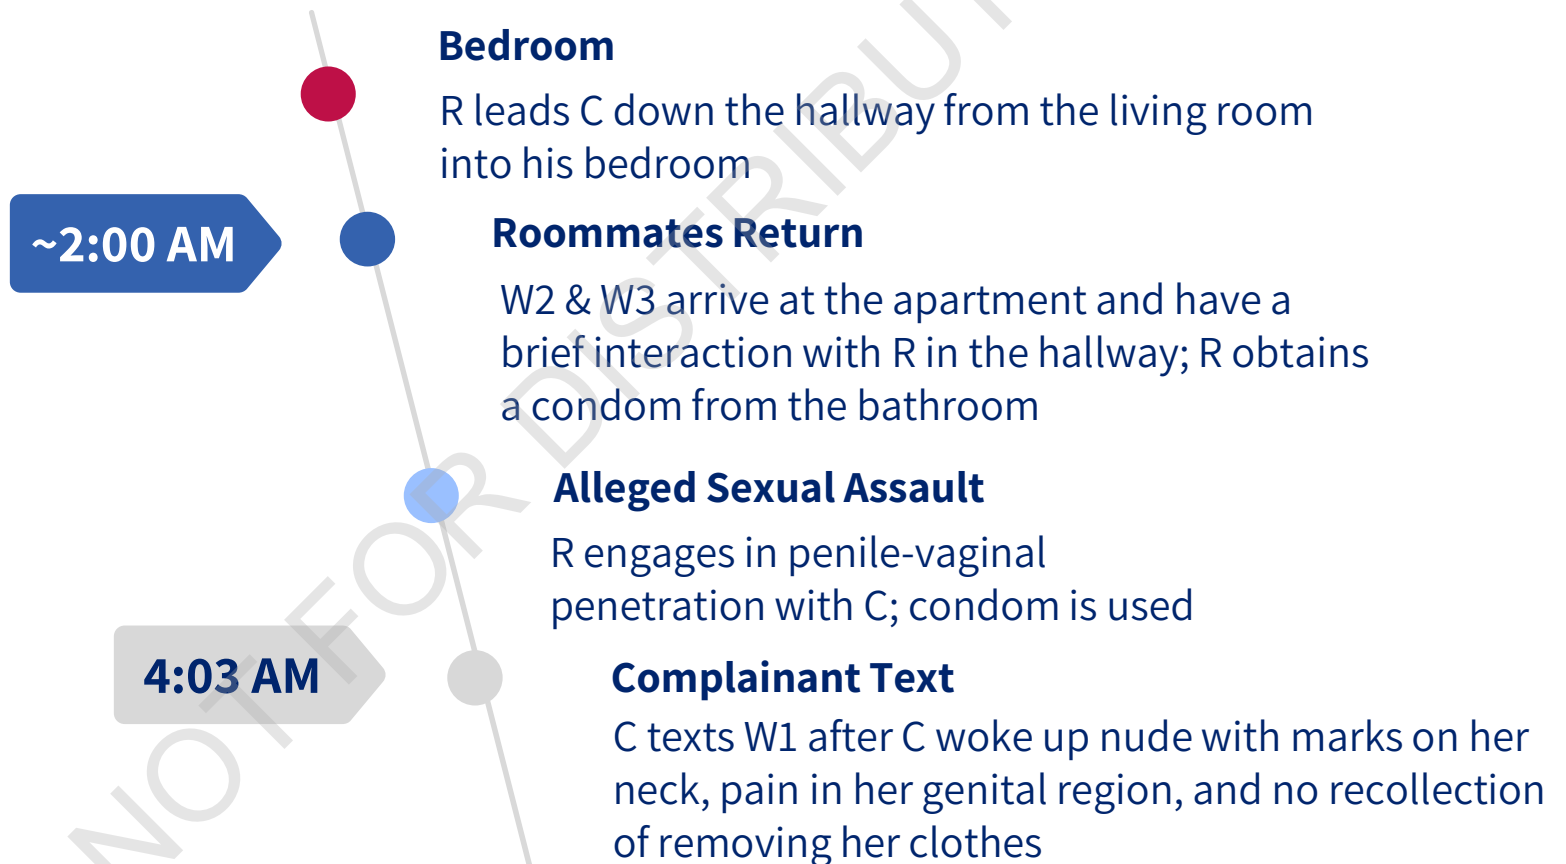 Bedroom
R leads C down the hallway from the living room
into his bedroom
~2:00 AM
Roommates Return
W2 & W3 arrive at the apartment and have a
brief interaction with R in the hallway; R obtains
a condom from the bathroom
Alleged Sexual Assault
R engages in penile-vaginal
penetration with C; condom is used
4:03 AM
Complainant Text
C texts W1 after C woke up nude with marks on her
neck, pain in her genital region, and no recollection
of removing her clothes
NOT FOR DISTRIBUT